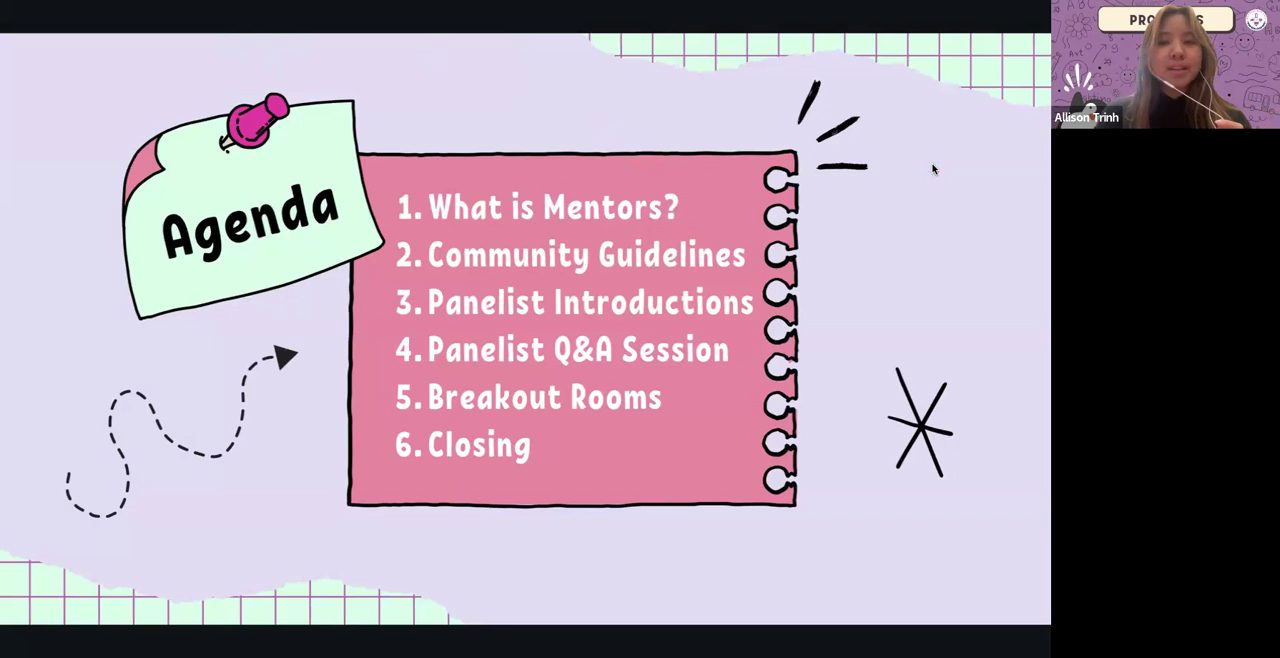 Agenda
1. What is Mentors?
2. Community Guidelines
3. Panelist Introductions
4. Panelist Q&A Session
5. Breakout Rooms
6. Closing
Allison Trinh